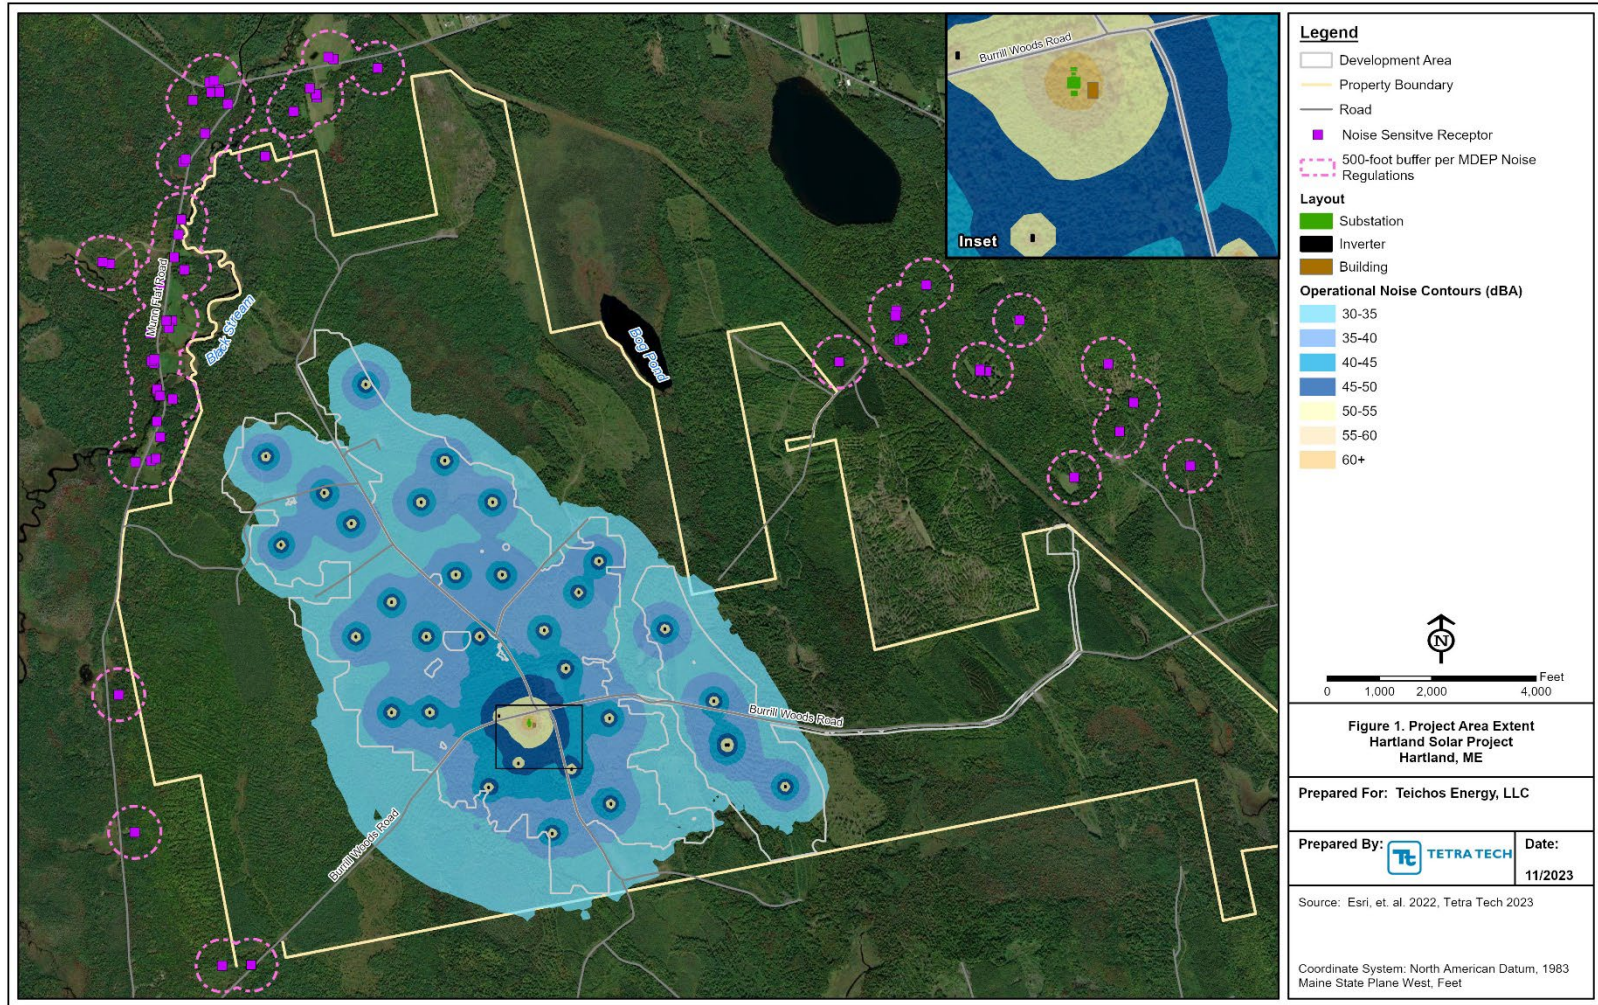 Burrill Woods Road
Inset
Munn Flat Road
Black Stream
Bog Pond
Burrill Woods Road
Burrill Woods Road
Legend
Development Area
Property Boundary
Road
Noise Sensitve Receptor
500-foot buffer per MDEP Noise
Regulations
Layout
Substation
Inverter
Building
Operational Noise Contours (dBA)
30-35
35-40
40-45
45-50
50-55
55-60
60+
N
Feet
0 1,000 2,000 4,000
Figure 1. Project Area Extent
Hartland Solar Project
Hartland, ME
Prepared For: Teichos Energy, LLC
Prepared By: Tt TETRA TECH
Date:
11/2023
Source: Esri, et. al. 2022, Tetra Tech 2023
Coordinate System: North American Datum, 1983
Maine State Plane West, Feet